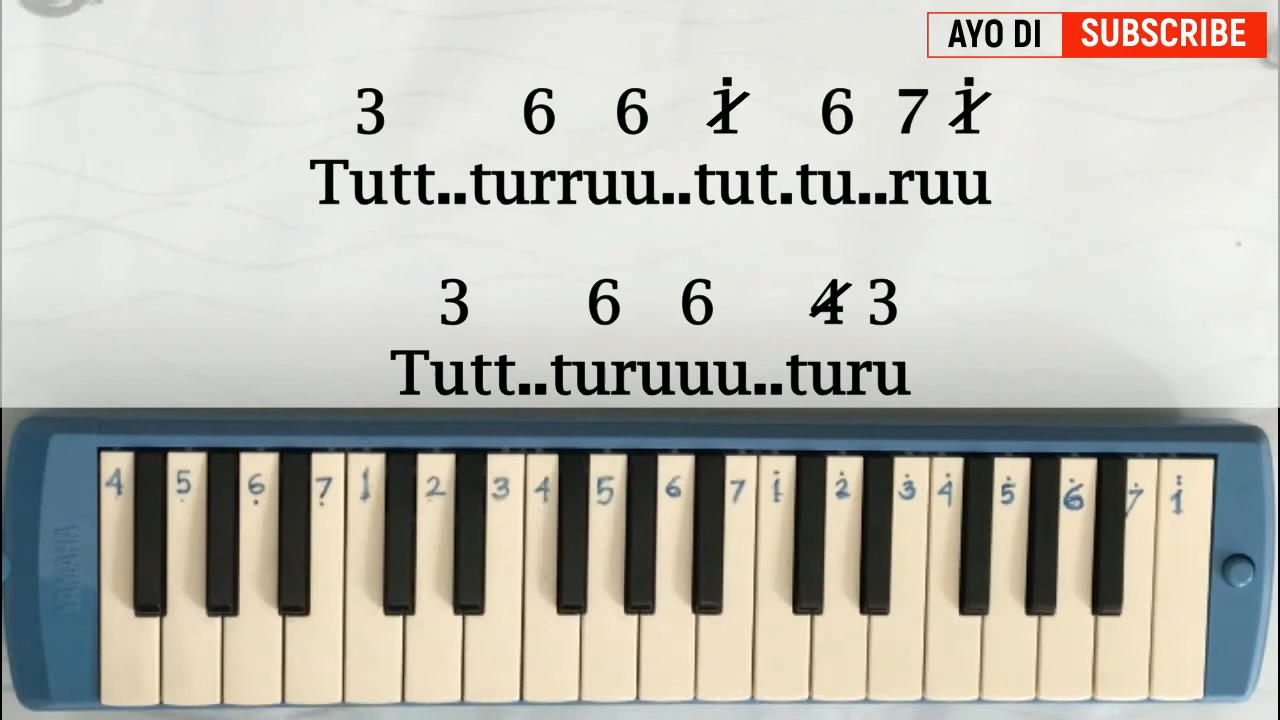 AYO DI SUBSCRIBE
3 6 6 1̸̇ 6 7 1̸̇
Tutt..turruu..tut.tu..ruu
3 6 6 4̸ 3
Tutt..turuuu..turu
4 5̣ 6̣ 7̣ 1 2 3 4 5 6 7 1̇ 2̇ 3̇ 4̇ 5̇ 6̇ 7̇ 1̈
YAMAHA